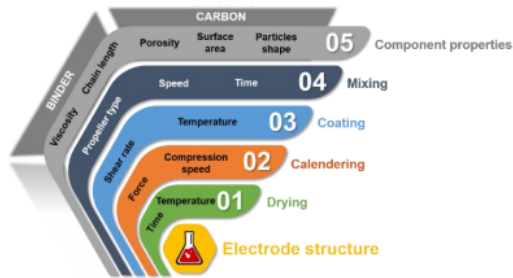 CARBON
BINDER
Porosity Surface area Particles shape 05 Component properties
Viscosity Chain length
Speed Time 04 Mixing
Propeller type
Temperature 03 Coating
Shear rate
Compression speed 02 Calendering
Force
Temperature 01 Drying
Time
Electrode structure